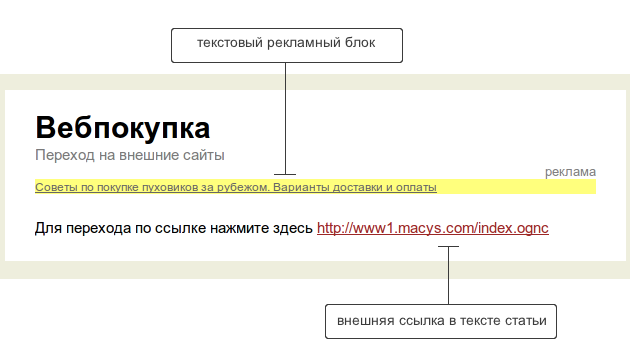 текстовый рекламный блок
Вебпокупка
Переход на внешние сайты
реклама
Советы по покупке пуховиков за рубежом. Варианты доставки и оплаты
Для перехода по ссылке нажмите здесь http://www1.macys.com/index.ognc
внешняя ссылка в тексте статьи